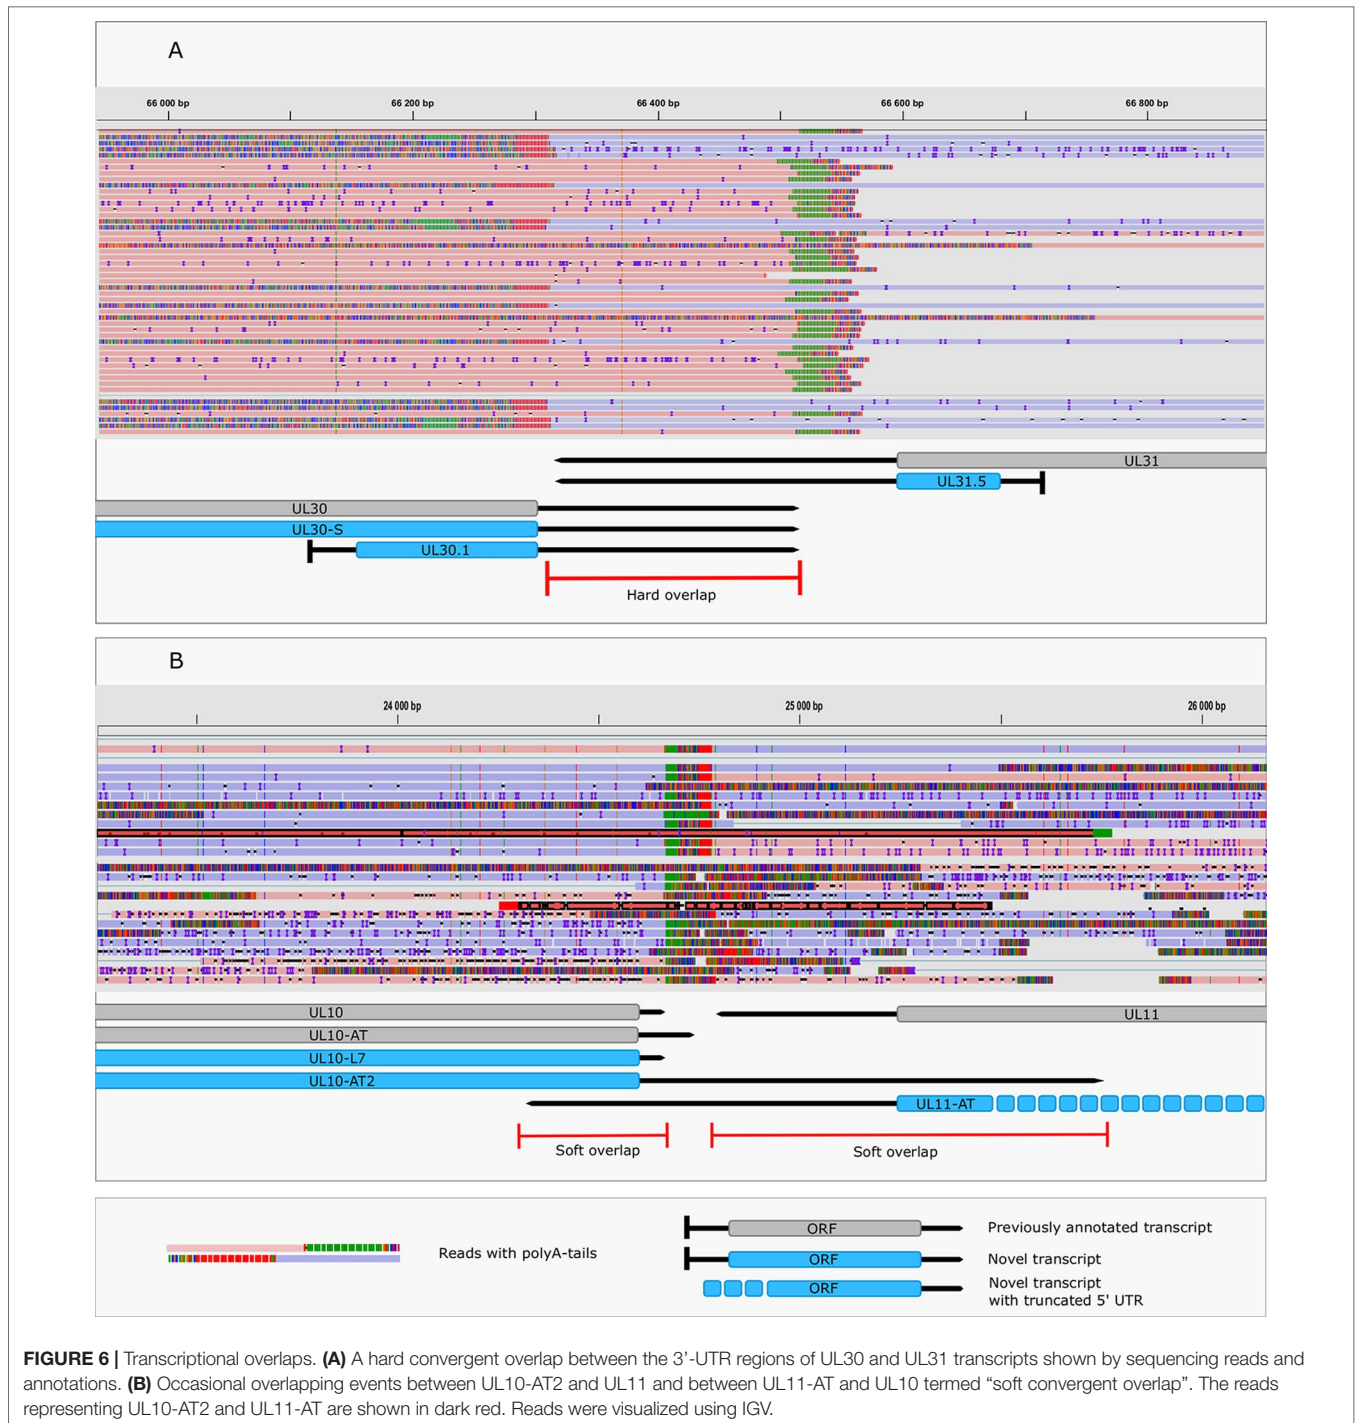 A
66 000 bp 66 200 bp 66 400 bp 66 600 bp 66 800 bp
UL31
UL31.5
UL30
UL30-S
UL30.1
Hard overlap
B
24 000 bp 25 000 bp 26 000 bp
UL10 UL11
UL10-AT
UL10-L7
UL10-AT2
UL11-AT
Soft overlap Soft overlap
Reads with polyA-tails
ORF Previously annotated transcript
ORF Novel transcript
ORF Novel transcript
with truncated 5' UTR
FIGURE 6 | Transcriptional overlaps. (A) A hard convergent overlap between the 3’-UTR regions of UL30 and UL31 transcripts shown by sequencing reads and
annotations. (B) Occasional overlapping events between UL10-AT2 and UL11 and between UL11-AT and UL10 termed “soft convergent overlap”. The reads
representing UL10-AT2 and UL11-AT are shown in dark red. Reads were visualized using IGV.